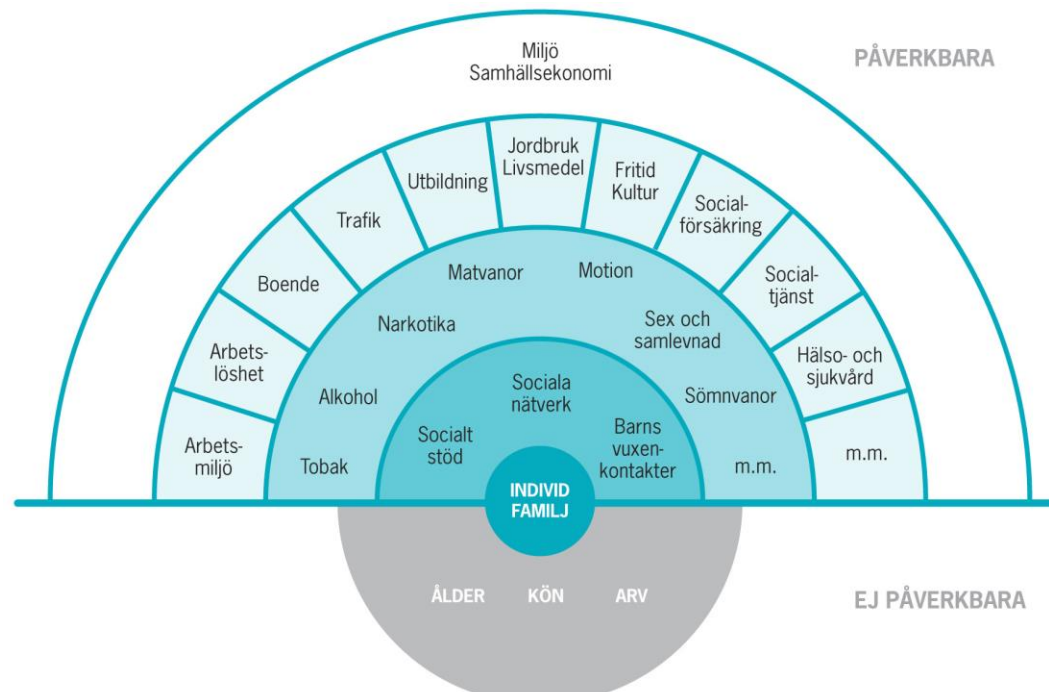 Miljö
Samhällsekonomi
PÅVERKBARA
Jordbruk
Livsmedel
Utbildning
Fritid
Kultur
Trafik
Social-
försäkring
Boende
Social-
tjänst
Arbets-
löshet
Hälso- och
sjukvård
Arbets-
miljö
m.m.
Matvanor
Motion
Narkotika
Sex och
samlevnad
Alkohol
Sömnvanor
Tobak
m.m.
Sociala
nätverk
Socialt
stöd
Barns
vuxen-
kontakter
INDIVID
FAMILJ
ÅLDER
KÖN
ARV
EJ PÅVERKBARA